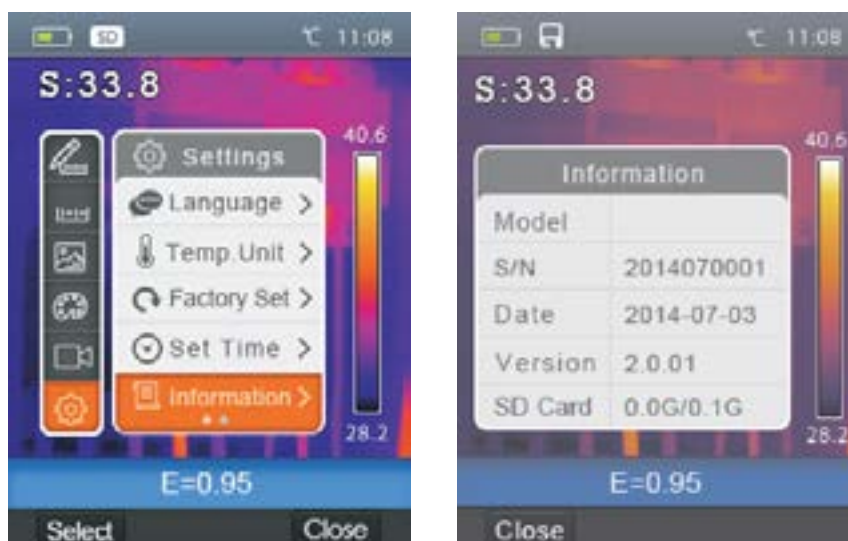 SD ℃ 11:08
S:33.8
40.6
Settings
Language
Temp.Unit
Factory Set
Set Time
Information
28.2
E=0.95
Select Close
℃ 11:08
S:33.8
40.6
Information
Model
S/N 2014070001
Date 2014-07-03
Version 2.0.01
SD Card 0.0G/0.1G
28.2
E=0.95
Close